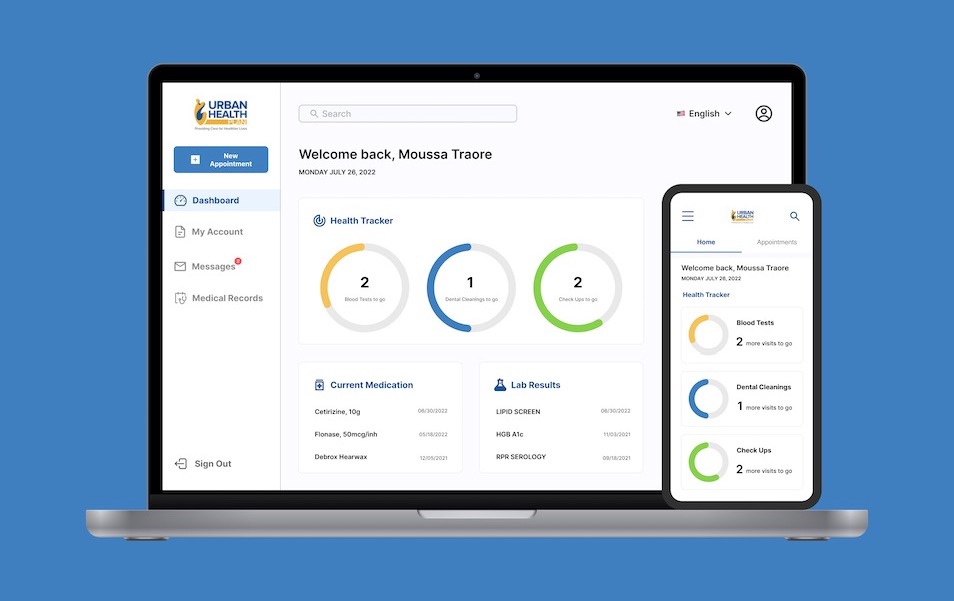 URBAN
HEALTH
PLAN
Providing Care for Healthier Lives
New
Appointment
Dashboard
My Account
Messages
Medical Records
Sign Out
Search
English
Welcome back, Moussa Traore
MONDAY JULY 26, 2022
Health Tracker
2
Blood Tests to go
1
Dental Cleanings to go
2
Check Ups to go
Current Medication
Cetirizine, 10g 06/30/2022
Flonase, 50mcg/inh 05/18/2022
Debrox Hearwax 12/05/2021
Lab Results
LIPID SCREEN 06/30/2022
HGB A1c 11/03/2021
RPR SEROLOGY 09/18/2021
URBAN
HEALTH
PLAN
Home Appointments
Welcome back, Moussa Traore
MONDAY JULY 26, 2022
Health Tracker
Blood Tests
2 more visits to go
Dental Cleanings
1 more visits to go
Check Ups
2 more visits to go